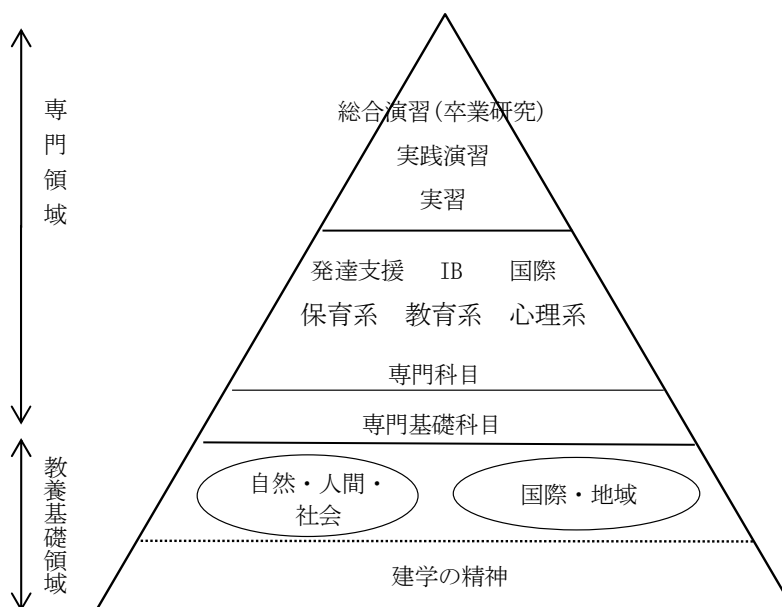 専門領域
総合演習(卒業研究)
実践演習
実習
発達支援 IB 国際
保育系 教育系 心理系
専門科目
専門基礎科目
教養基礎領域
自然・人間・
社会
国際・地域
建学の精神